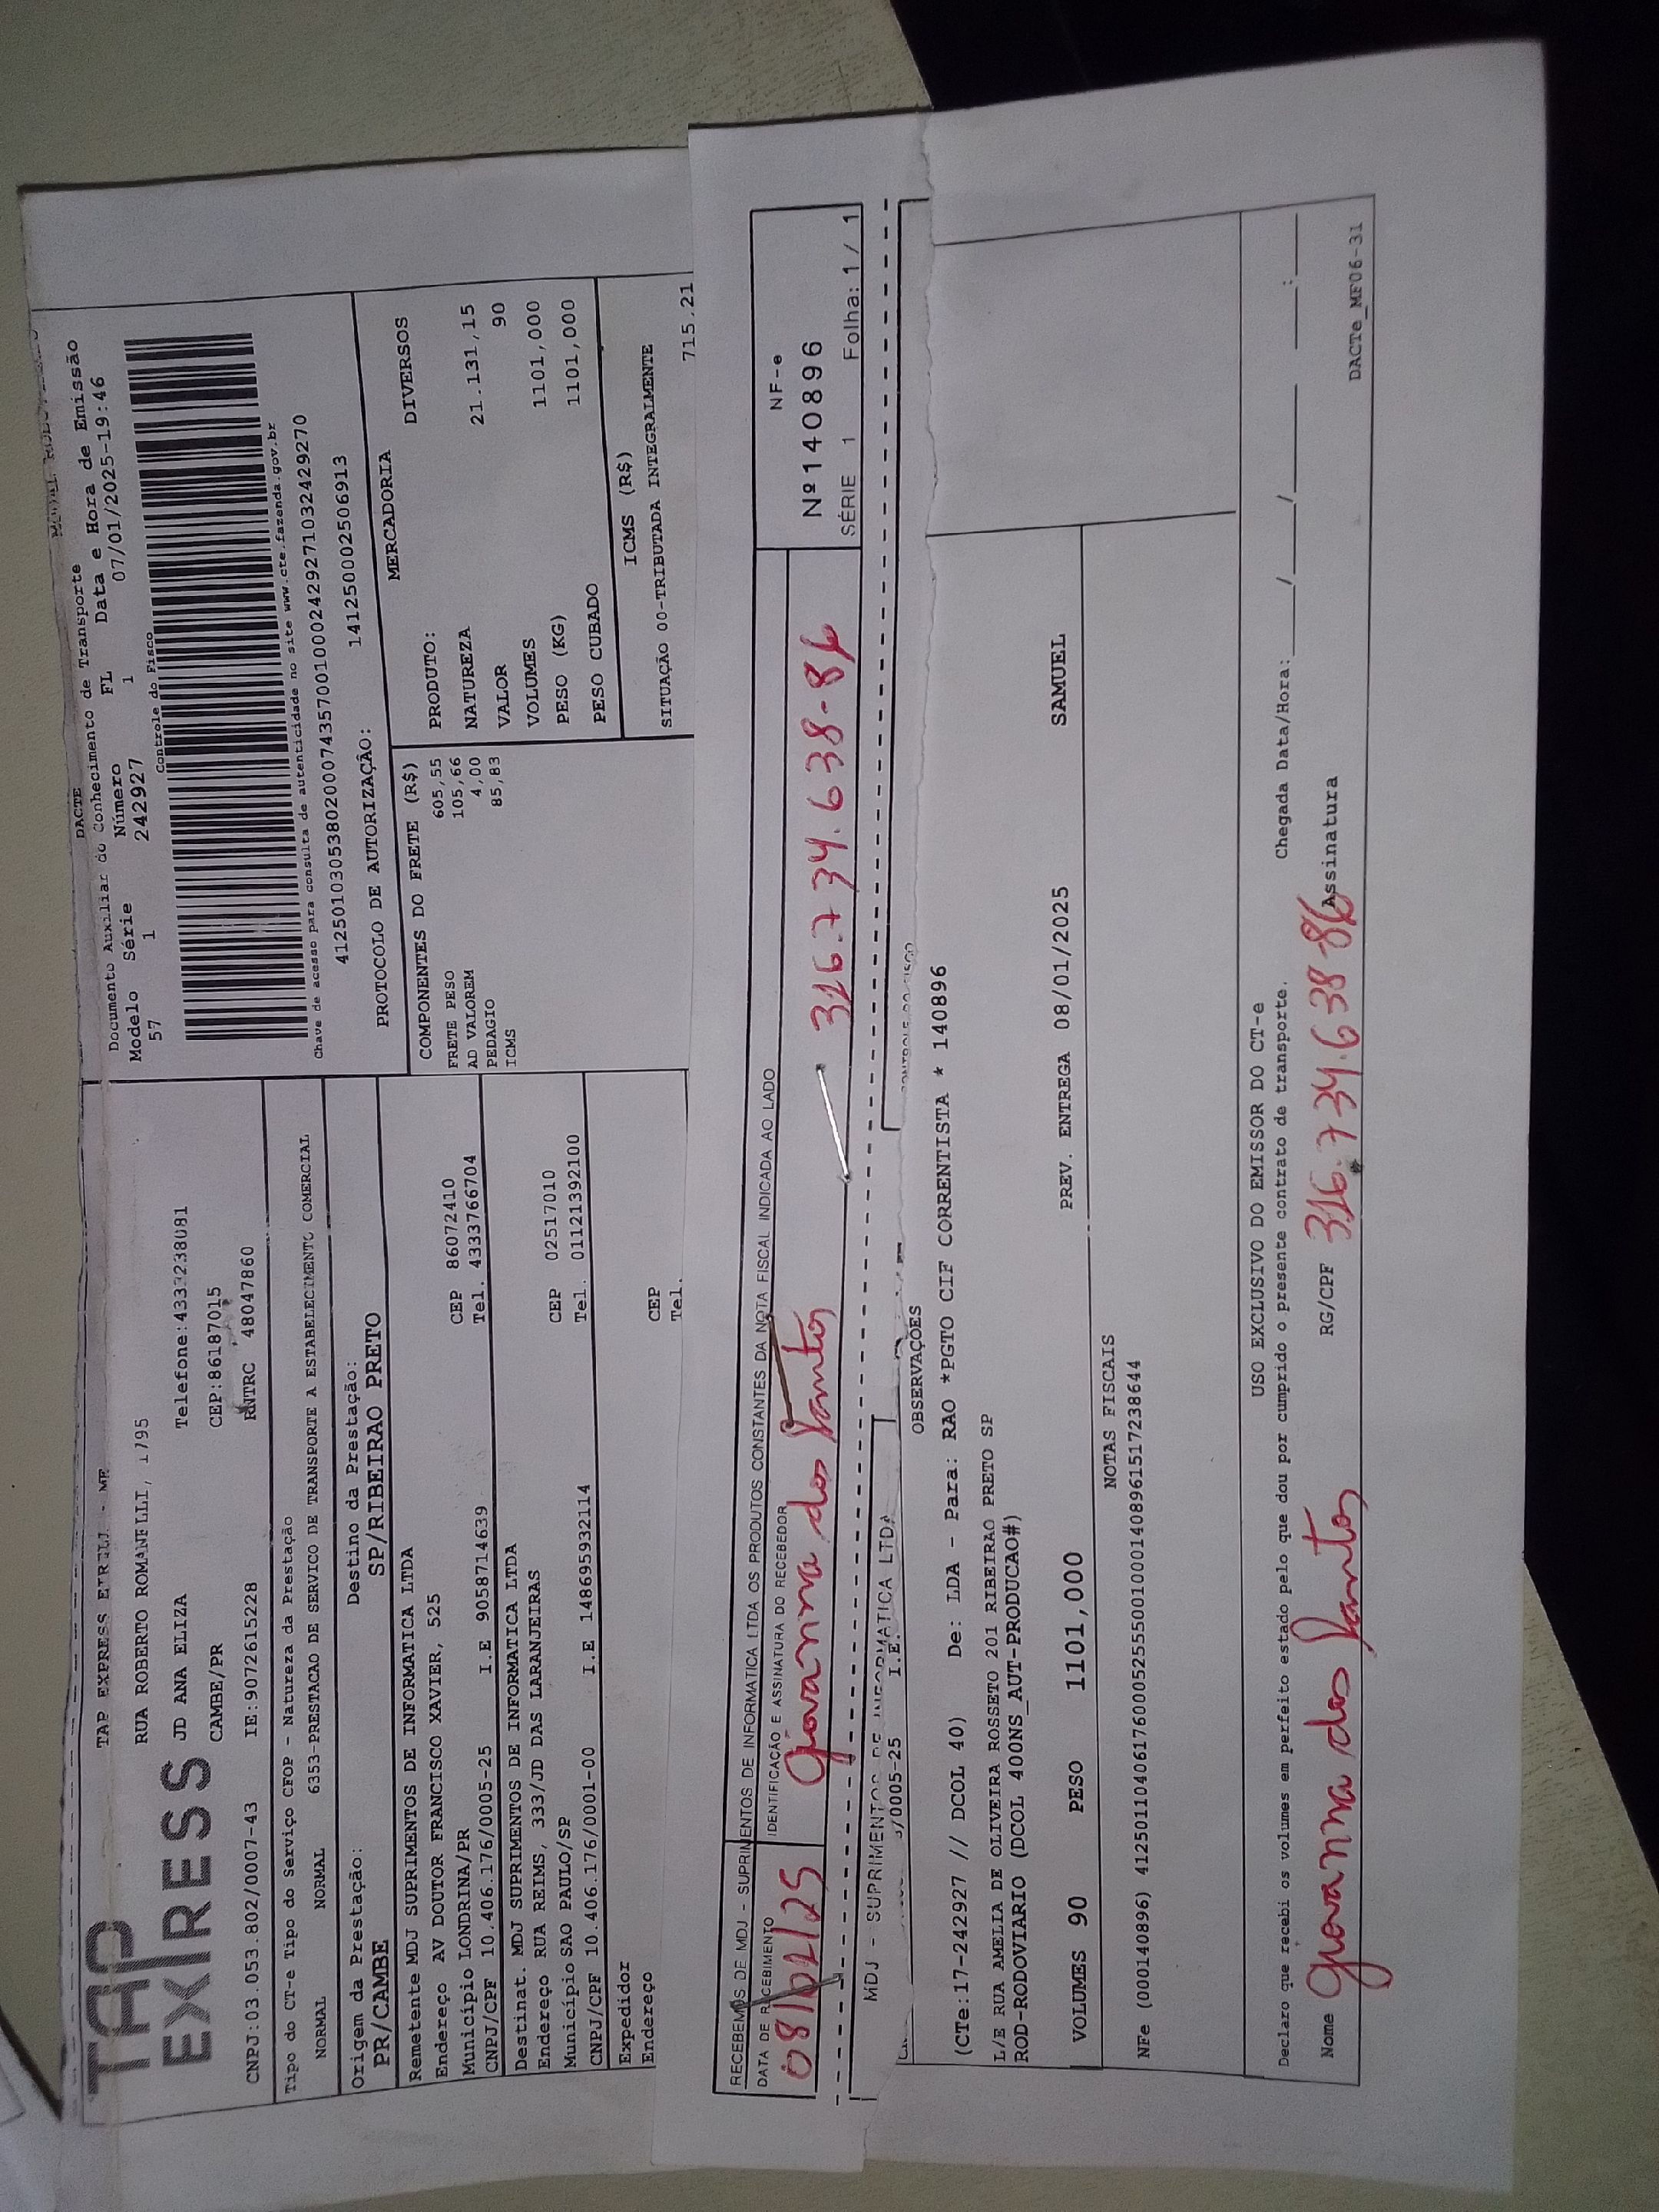 TAP
EXPRESS
TAP EXPRESS EIRELI - ME
RUA ROBERTO ROMANELLI, 1795
JD ANA ELIZA Telefone:4333238081
CAMBE/PR CEP:86187015
CNPJ:03.053.802/0007-43 IE:9072615228 RNTRC 48047860
DACTE
Documento Auxiliar do Conhecimento de Transporte
Modelo Série Número FL Data e Hora de Emissão
57 1 242927 1 07/01/2025-19:46
Controle do Fisco
Chave de acesso para consulta de autenticidade no site www.cte.fazenda.gov.br
41250103053802000743570010002429271032429270
PROTOCOLO DE AUTORIZAÇÃO: 141250002506913
Tipo do CT-e Tipo do Serviço CFOP - Natureza da Prestação
NORMAL NORMAL 6353-PRESTACAO DE SERVICO DE TRANSPORTE A ESTABELECIMENTO COMERCIAL
Origem da Prestação: Destino da Prestação:
PR/CAMBE SP/RIBEIRAO PRETO
Remetente MDJ SUPRIMENTOS DE INFORMATICA LTDA
Endereço AV DOUTOR FRANCISCO XAVIER, 525 CEP 86072410
Município LONDRINA/PR Tel. 433376​6704
CNPJ/CPF 10.406.176/0005-25 I.E 9058714639
Destinat. MDJ SUPRIMENTOS DE INFORMATICA LTDA
Endereço RUA REIMS, 333/JD DAS LARANJEIRAS CEP 02517010
Município SAO PAULO/SP Tel. 01121392100
CNPJ/CPF 10.406.176/0001-00 I.E 148695932114
Expedidor CEP
Endereço Tel.
COMPONENTES DO FRETE (R$)
FRETE PESO 605,55
AD VALOREM 105,66
PEDAGIO 4,00
ICMS 85,83
MERCADORIA
PRODUTO: DIVERSOS
NATUREZA
VALOR 21.131,15
VOLUMES 90
PESO (KG) 1101,000
PESO CUBADO 1101,000
ICMS (R$)
SITUAÇÃO 00-TRIBUTADA INTEGRALMENTE
715.21
RECEBEMOS DE MDJ - SUPRIMENTOS DE INFORMATICA LTDA OS PRODUTOS CONSTANTES DA NOTA FISCAL INDICADA AO LADO
DATA DE RECEBIMENTO IDENTIFICAÇÃO E ASSINATURA DO RECEBEDOR
08/01/25 Giovanna dos Santos 316.734.638-86
NF-e
Nº140896
SÉRIE 1 Folha: 1 / 1
MDJ - SUPRIMENTOS DE INFORMATICA LTDA
/0005-25 I.E.
OBSERVAÇÕES
(CTe:17-242927 // DCOL 40) De: LDA - Para: RAO *PGTO CIF CORRENTISTA * 140896
L/E RUA AMELIA DE OLIVEIRA ROSSETO 201 RIBEIRAO PRETO SP
ROD-RODOVIARIO (DCOL 400NS_AUT-PRODUCAO#)
VOLUMES 90 PESO 1101,000 PREV. ENTREGA 08/01/2025 SAMUEL
NOTAS FISCAIS
NFe (000140896) 41250110406176000525550010001408961517238644
USO EXCLUSIVO DO EMISSOR DO CT-e
Declaro que recebi os volumes em perfeito estado pelo que dou por cumprido o presente contrato de transporte. Chegada Data/Hora: ___/___/______ ___:___
Nome Giovanna dos Santos RG/CPF 316.734.638 86 Assinatura
DACTe_MF06-31